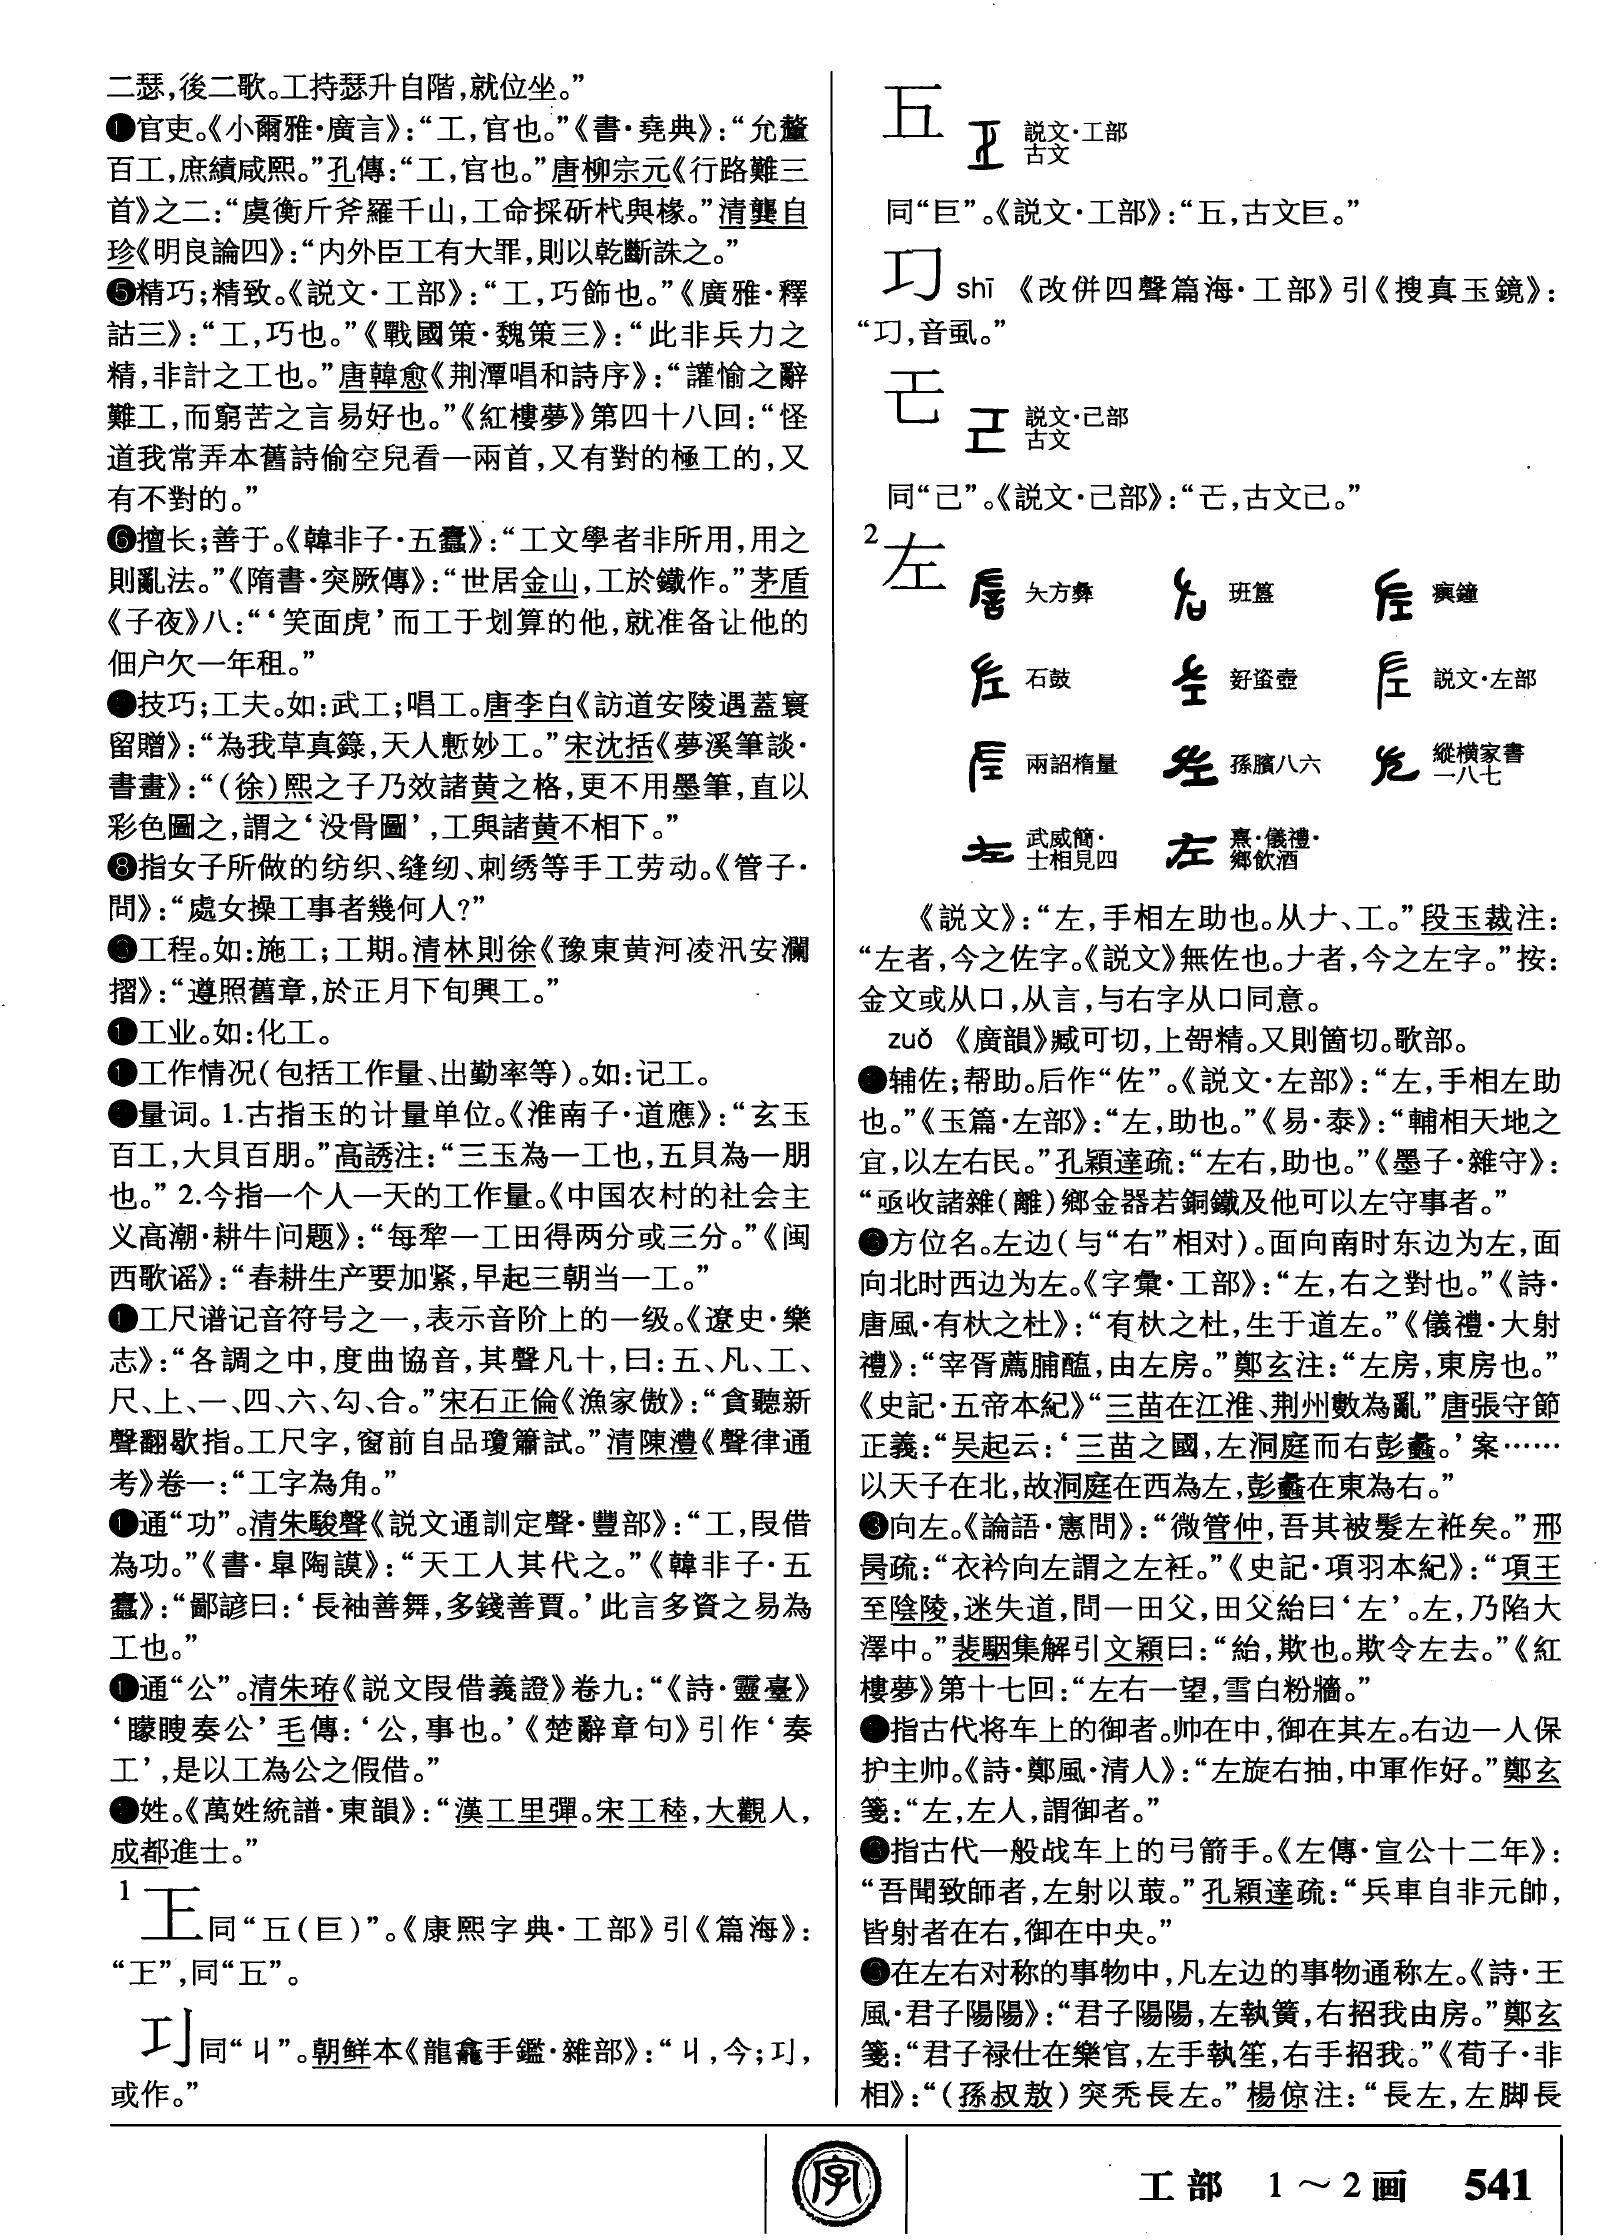 二瑟,後二歌。工持瑟升自階,就位坐。”
❶官吏。《小爾雅·廣言》:“工,官也。”《書·堯典》:“允釐
百工,庶績咸熙。”孔傳:“工,官也。”唐柳宗元《行路難三
首》之二:“虞衡斤斧羅千山,工命採斫杙與椽。”清龔自
珍《明良論四》:“内外臣工有大罪,則以乾斷誅之。”
❺精巧;精致。《説文·工部》:“工,巧飾也。”《廣雅·釋
詁三》:“工,巧也。”《戰國策·魏策三》:“此非兵力之
精,非計之工也。”唐韓愈《荆潭唱和詩序》:“讙愉之辭
難工,而窮苦之言易好也。”《紅樓夢》第四十八回:“怪
道我常弄本舊詩偷空兒看一兩首,又有對的極工的,又
有不對的。”
❻擅长;善于。《韓非子·五蠹》:“工文學者非所用,用之
則亂法。”《隋書·突厥傳》:“世居金山,工於鐵作。”茅盾
《子夜》八:“‘笑面虎’而工于划算的他,就准备让他的
佃户欠一年租。”
技巧;工夫。如:武工;唱工。唐李白《訪道安陵遇蓋寰
留贈》:“為我草真籙,天人慙妙工。”宋沈括《夢溪筆談·
書畫》:“(徐)熙之子乃效諸黄之格,更不用墨筆,直以
彩色圖之,謂之‘没骨圖’,工與諸黄不相下。”
❽指女子所做的纺织、缝纫、刺绣等手工劳动。《管子·
問》:“處女操工事者幾何人?”
工程。如:施工;工期。清林則徐《豫東黄河凌汛安瀾
摺》:“遵照舊章,於正月下旬興工。”
❶工业。如:化工。
❶工作情况(包括工作量、出勤率等)。如:记工。
量词。1.古指玉的计量单位。《淮南子·道應》:“玄玉
百工,大貝百朋。”高誘注:“三玉為一工也,五貝為一朋
也。”2.今指一个人一天的工作量。《中国农村的社会主
义高潮·耕牛问题》:“每犂一工田得两分或三分。”《闽
西歌谣》:“春耕生产要加紧,早起三朝当一工。”
❶工尺谱记音符号之一,表示音阶上的一级。《遼史·樂
志》:“各調之中,度曲協音,其聲凡十,曰:五、凡、工、
尺、上、一、四、六、勾、合。”宋石正倫《漁家傲》:“貪聽新
聲翻歇指。工尺字,窗前自品瓊簫試。”清陳澧《聲律通
考》卷一:“工字為角。”
❶通“功”。清朱駿聲《説文通訓定聲·豐部》:“工,叚借
為功。”《書·皋陶謨》:“天工人其代之。”《韓非子·五
蠹》:“鄙諺曰:‘長袖善舞,多錢善賈。’此言多資之易為
工也。”
❶通“公”。清朱珔《説文叚借義證》卷九:“《詩·靈臺》
‘矇瞍奏公’毛傳:‘公,事也。’《楚辭章句》引作‘奏
工’,是以工為公之假借。”
姓。《萬姓統譜·東韻》:“漢工里彈。宋工稑,大觀人,
成都進士。”
1
同“𠄞(巨)”。《康熙字典·工部》引《篇海》:
同“ㄐ”。朝鲜本《龍龕手鑑·雜部》:“ㄐ,今;
或作。”
説文·工部
古文
同“巨”。《説文·工部》:“古文巨。”
shī 《改併四聲篇海·工部》引《搜真玉鏡》:
音虱。”
説文·己部
古文
同“己”。《説文·己部》:“古文己。”
2左
夨方彝 班簋 𤼈鐘
石鼓 𡚬盗壺 説文·左部
兩詔楕量 孫臏八六 縱横家書
一八七
武威簡·
士相見四 熹·儀禮·
鄉飲酒
《説文》:“左,手相左助也。从𠂇、工。”段玉裁注:
“左者,今之佐字。《説文》無佐也。𠂇者,今之左字。”按:
金文或从口,从言,与右字从口同意。
zuǒ 《廣韻》臧可切,上哿精。又則箇切。歌部。
辅佐;帮助。后作“佐”。《説文·左部》:“左,手相左助
也。”《玉篇·左部》:“左,助也。”《易·泰》:“輔相天地之
宜,以左右民。”孔穎達疏:“左右,助也。”《墨子·雜守》:
“亟收諸雜(離)鄉金器若銅鐵及他可以左守事者。”
方位名。左边(与“右”相对)。面向南时东边为左,面
向北时西边为左。《字彙·工部》:“左,右之對也。”《詩·
唐風·有杕之杜》:“有杕之杜,生于道左。”《儀禮·大射
禮》:“宰胥薦脯醢,由左房。”鄭玄注:“左房,東房也。”
《史記·五帝本紀》“三苗在江淮、荆州數為亂”唐張守節
正義:“吴起云:‘三苗之國,左洞庭而右彭蠡。’案……
以天子在北,故洞庭在西為左,彭蠡在東為右。”
❸向左。《論語·憲問》:“微管仲,吾其被髮左袵矣。”邢
昺疏:“衣衿向左謂之左衽。”《史記·項羽本紀》:“項王
至陰陵,迷失道,問一田父,田父紿曰‘左’。左,乃陷大
澤中。”裴駰集解引文穎曰:“紿,欺也。欺令左去。”《紅
樓夢》第十七回:“左右一望,雪白粉牆。”
指古代将车上的御者。帅在中,御在其左。右边一人保
护主帅。《詩·鄭風·清人》:“左旋右抽,中軍作好。”鄭玄
箋:“左,左人,謂御者。”
指古代一般战车上的弓箭手。《左傳·宣公十二年》:
“吾聞致師者,左射以菆。”孔穎達疏:“兵車自非元帥,
皆射者在右,御在中央。”
在左右对称的事物中,凡左边的事物通称左。《詩·王
風·君子陽陽》:“君子陽陽,左執簧,右招我由房。”鄭玄
箋:“君子禄仕在樂官,左手執笙,右手招我。”《荀子·非
相》:“(孫叔敖)突秃長左。”楊倞注:“長左,左脚長
字
工部 1～2画 541